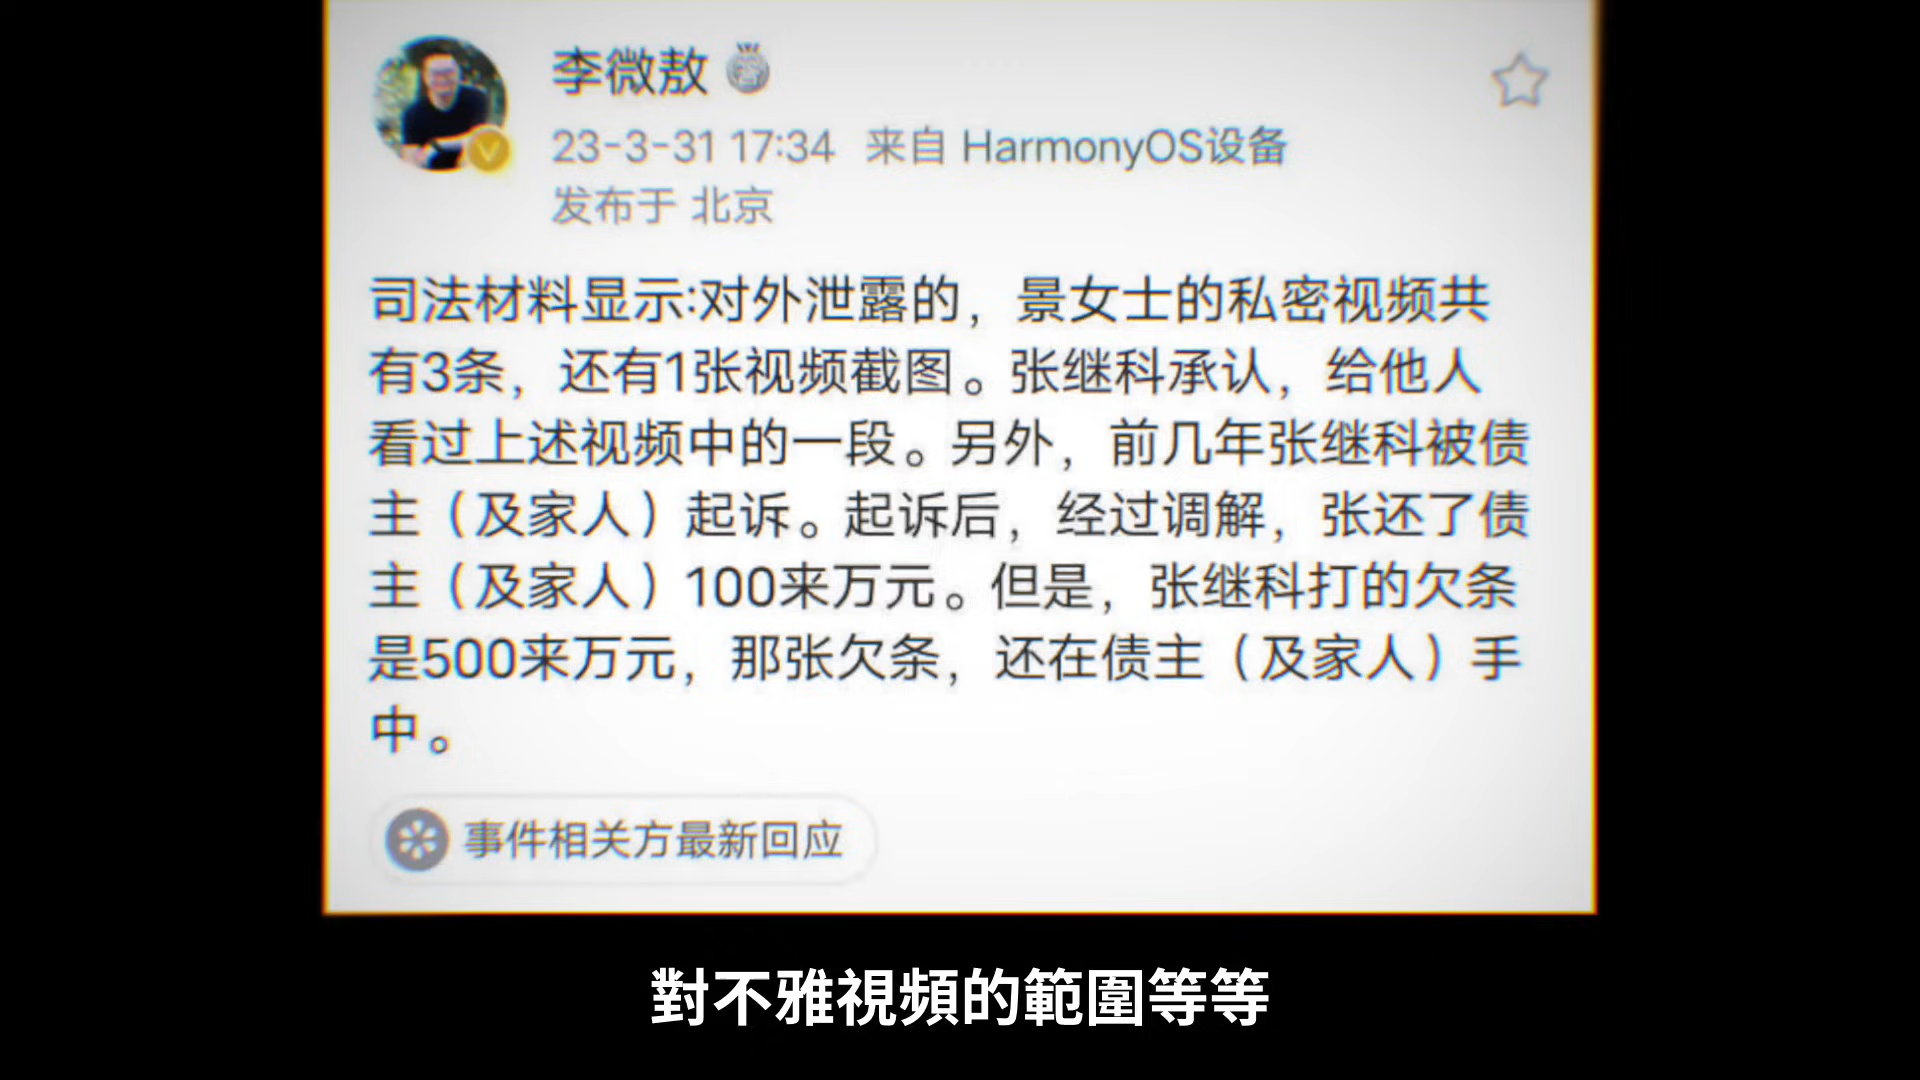 李微敖
23-3-31 17:34 来自 HarmonyOS设备
发布于 北京
司法材料显示:对外泄露的，景女士的私密视频共
有3条，还有1张视频截图。张继科承认，给他人
看过上述视频中的一段。另外，前几年张继科被债
主（及家人）起诉。起诉后，经过调解，张还了债
主（及家人）100来万元。但是，张继科打的欠条
是500来万元，那张欠条，还在债主（及家人）手
中。
事件相关方最新回应
對不雅視頻的範圍等等